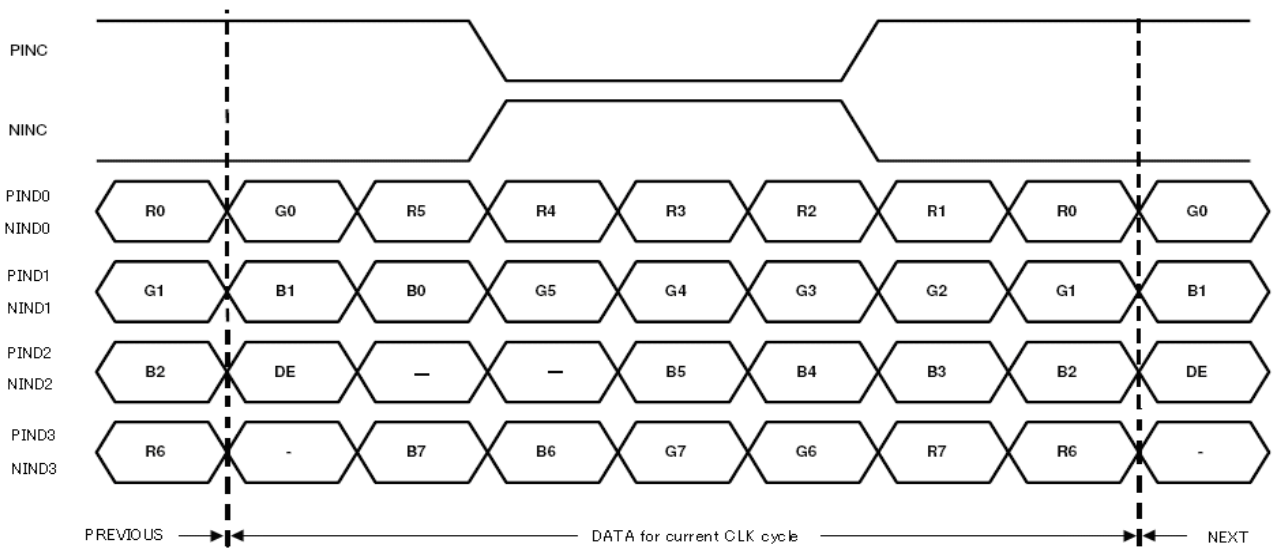 PINC
NINC
PIND0
R0 G0 R5 R4 R3 R2 R1 R0 G0
NIND0
PIND1
G1 B1 B0 G5 G4 G3 G2 G1 B1
NIND1
PIND2
B2 DE — — B5 B4 B3 B2 DE
NIND2
PIND3
R6 - B7 B6 G7 G6 R7 R6 -
NIND3
PREVIOUS DATA for current CLK cycle NEXT